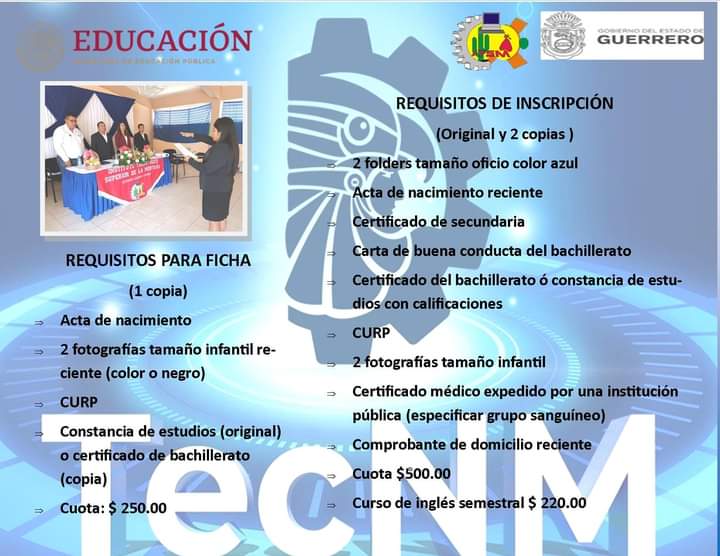 EDUCACIÓN
SECRETARÍA DE EDUCACIÓN PÚBLICA
GOBIERNO DEL ESTADO DE
GUERRERO
REQUISITOS PARA FICHA
(1 copia)
⇒ Acta de nacimiento
⇒ 2 fotografías tamaño infantil re-
ciente (color o negro)
⇒ CURP
⇒ Constancia de estudios (original)
o certificado de bachillerato
(copia)
⇒ Cuota: $ 250.00
REQUISITOS DE INSCRIPCIÓN
(Original y 2 copias )
⇒ 2 folders tamaño oficio color azul
⇒ Acta de nacimiento reciente
⇒ Certificado de secundaria
⇒ Carta de buena conducta del bachillerato
⇒ Certificado del bachillerato ó constancia de estu-
dios con calificaciones
⇒ CURP
⇒ 2 fotografías tamaño infantil
⇒ Certificado médico expedido por una institución
pública (especificar grupo sanguíneo)
⇒ Comprobante de domicilio reciente
⇒ Cuota $500.00
⇒ Curso de inglés semestral $ 220.00
TecNM